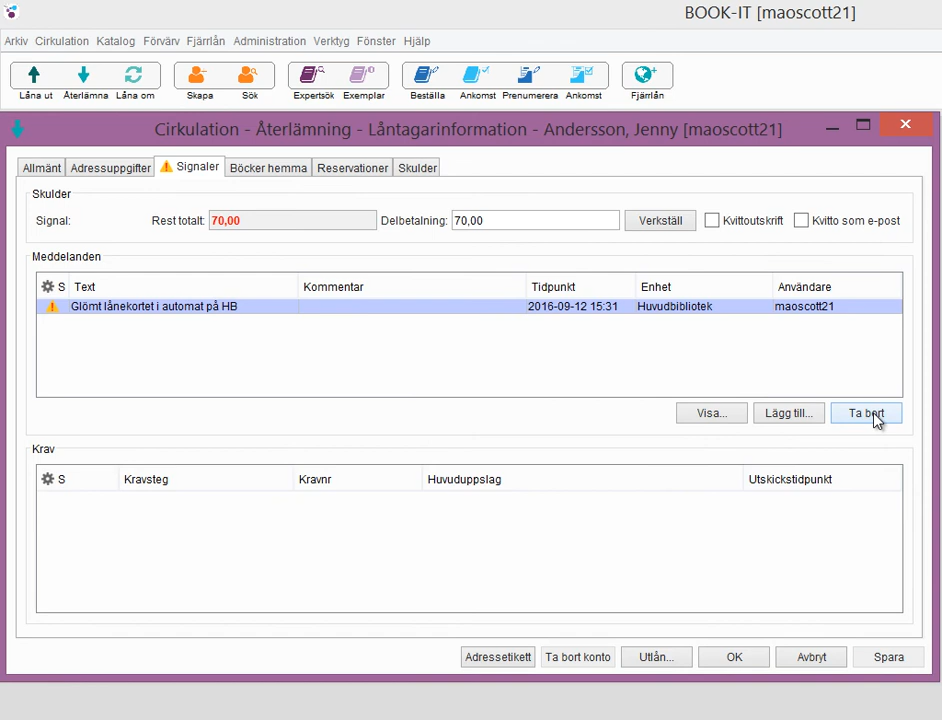 BOOK-IT [maoscott21]
Arkiv Cirkulation Katalog Förvärv Fjärrlån Administration Verktyg Fönster Hjälp
Låna ut Återlämna Låna om Skapa Sök Expertsök Exemplar Beställa Ankomst Prenumerera Ankomst Fjärrlån
Cirkulation - Återlämning - Låntagarinformation - Andersson, Jenny [maoscott21]
Allmänt Adressuppgifter Signaler Böcker hemma Reservationer Skulder
Skulder
Signal: Rest totalt: 70,00 Delbetalning: 70,00 Verkställ Kvittoutskrift Kvitto som e-post
Meddelanden
S Text Kommentar Tidpunkt Enhet Användare
Glömt lånekortet i automat på HB 2016-09-12 15:31 Huvudbibliotek maoscott21
Visa... Lägg till... Ta bort
Krav
S Kravsteg Kravnr Huvuduppslag Utskickstidpunkt
Adressetikett Ta bort konto Utlån... OK Avbryt Spara